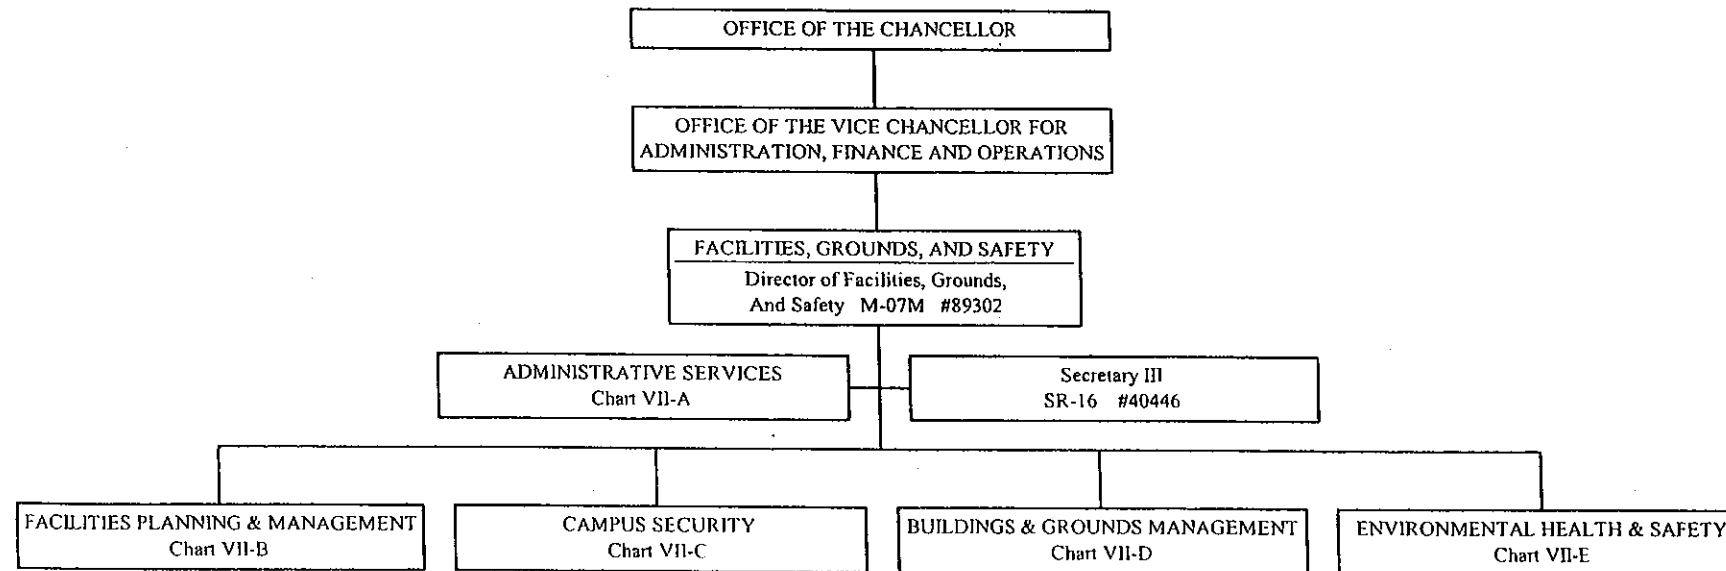 OFFICE OF THE CHANCELLOR
OFFICE OF THE VICE CHANCELLOR FOR
ADMINISTRATION, FINANCE AND OPERATIONS
FACILITIES, GROUNDS, AND SAFETY
Director of Facilities, Grounds,
And Safety M-07M #89302
ADMINISTRATIVE SERVICES
Chart VII-A
Secretary III
SR-16 #40446
FACILITIES PLANNING & MANAGEMENT
Chart VII-B
CAMPUS SECURITY
Chart VII-C
BUILDINGS & GROUNDS MANAGEMENT
Chart VII-D
ENVIRONMENTAL HEALTH & SAFETY
Chart VII-E